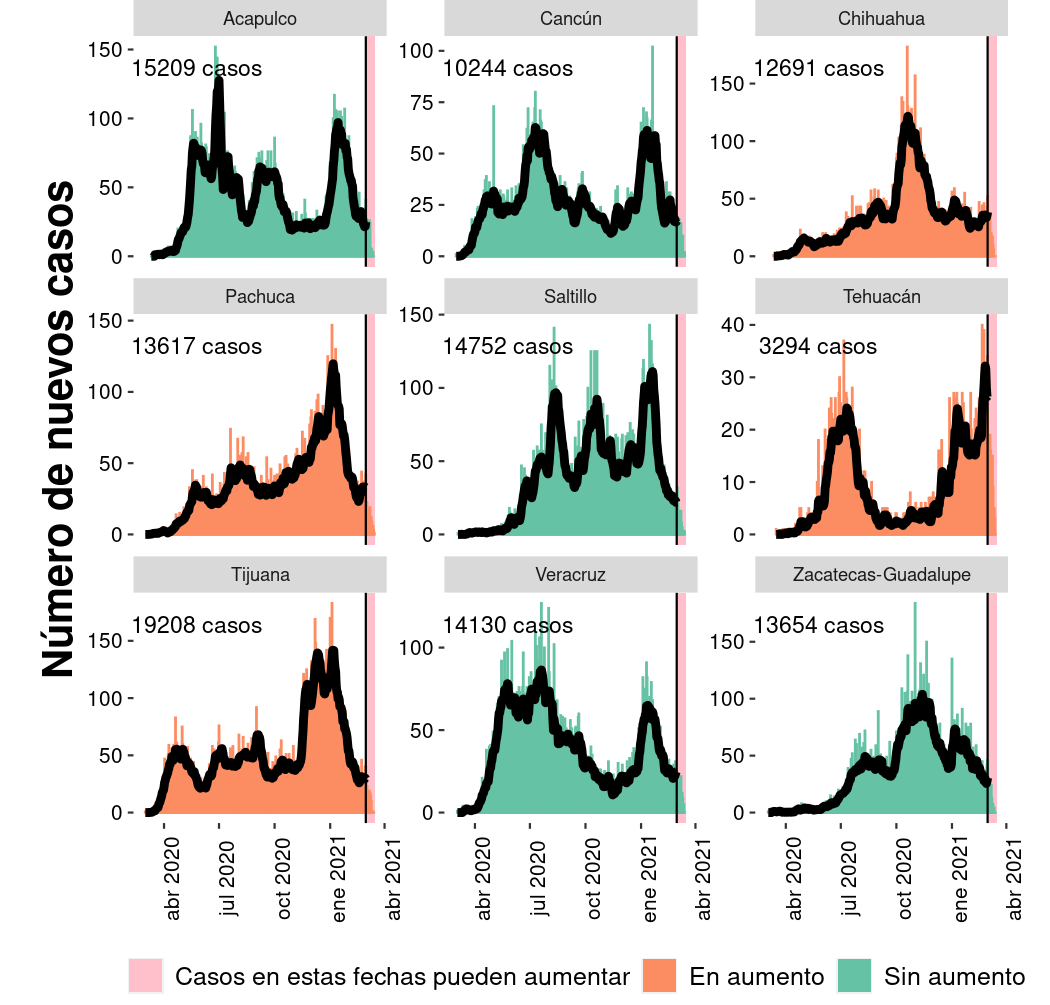 Número de nuevos casos
Acapulco
150
100
50
0
15209 casos
Cancún
100
75
50
25
0
10244 casos
Chihuahua
150
100
50
0
12691 casos
Pachuca
150
100
50
0
13617 casos
Saltillo
150
100
50
0
14752 casos
Tehuacán
40
30
20
10
0
3294 casos
Tijuana
150
100
50
0
19208 casos
Veracruz
100
50
0
14130 casos
Zacatecas-Guadalupe
150
100
50
0
13654 casos
abr 2020
jul 2020
oct 2020
ene 2021
abr 2021
abr 2020
jul 2020
oct 2020
ene 2021
abr 2021
abr 2020
jul 2020
oct 2020
ene 2021
abr 2021
Casos en estas fechas pueden aumentar
En aumento
Sin aumento